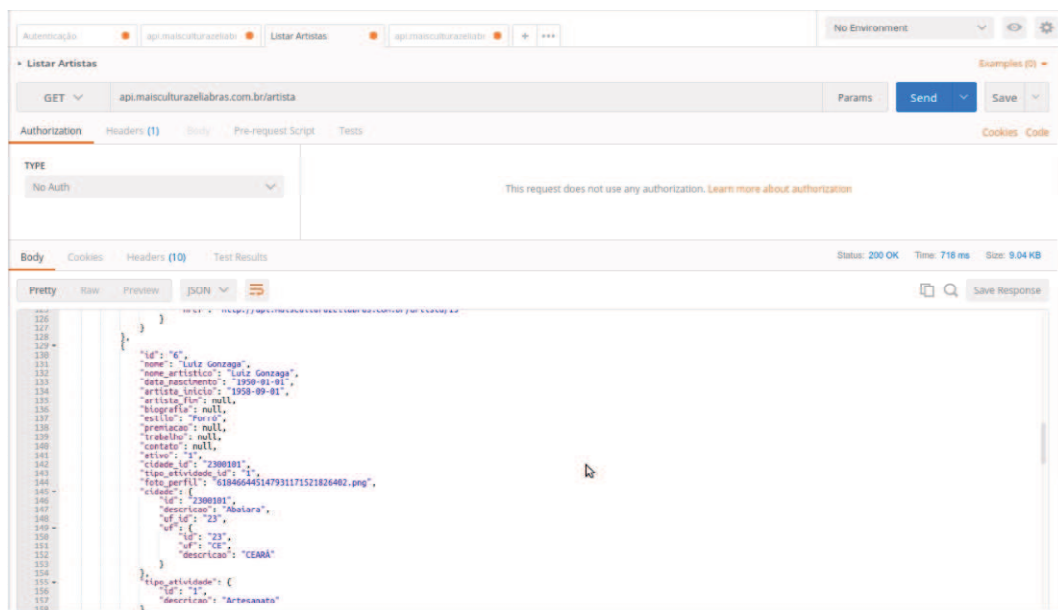 Autenticação
api.maisculturazeliabr
Listar Artistas
api.maisculturazeliabr
+
•••
No Environment
Listar Artistas
Examples (0)
GET
api.maisculturazeliabras.com.br/artista
Params
Send
Save
Authorization
Headers (1)
Body
Pre-request Script
Tests
Cookies Code
TYPE
No Auth
This request does not use any authorization. Learn more about authorization
Body
Cookies
Headers (10)
Test Results
Status: 200 OK
Time: 718 ms
Size: 9.04 KB
Pretty
Raw
Preview
JSON
Save Response
126 }
127 }
128 },
129 {
130 "id": "6",
131 "nome": "Luiz Gonzaga",
132 "nome_artistico": "Luiz Gonzaga",
133 "data_nascimento": "1950-01-01",
134 "artista_inicio": "1958-09-01",
135 "artista_fim": null,
136 "biografia": null,
137 "estilo": "Forró",
138 "premiacao": null,
139 "trabalho": null,
140 "contato": null,
141 "ativo": "1",
142 "cidade_id": "2300101",
143 "tipo_atividade_id": "1",
144 "foto_perfil": "618466445147931171521826402.png",
145 "cidade": {
146 "id": "2300101",
147 "descricao": "Abaiara",
148 "uf_id": "23",
149 "uf": {
150 "id": "23",
151 "uf": "CE",
152 "descricao": "CEARÁ"
153 }
154 },
155 "tipo_atividade": {
156 "id": "1",
157 "descricao": "Artesanato"
158 }